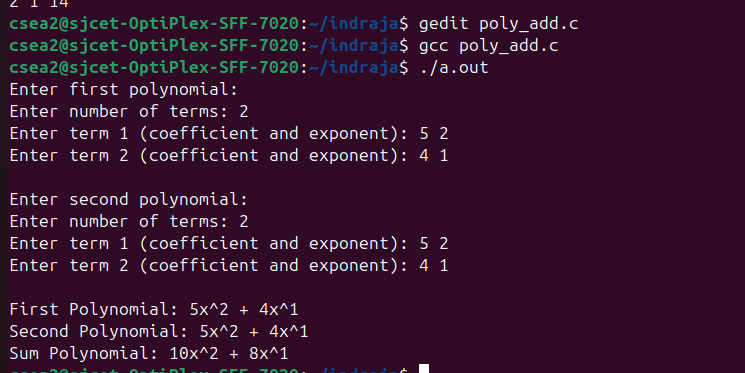 2 1 14
csea2@sjcet-OptiPlex-SFF-7020:~/indraja$ gedit poly_add.c
csea2@sjcet-OptiPlex-SFF-7020:~/indraja$ gcc poly_add.c
csea2@sjcet-OptiPlex-SFF-7020:~/indraja$ ./a.out
Enter first polynomial:
Enter number of terms: 2
Enter term 1 (coefficient and exponent): 5 2
Enter term 2 (coefficient and exponent): 4 1

Enter second polynomial:
Enter number of terms: 2
Enter term 1 (coefficient and exponent): 5 2
Enter term 2 (coefficient and exponent): 4 1

First Polynomial: 5x^2 + 4x^1
Second Polynomial: 5x^2 + 4x^1
Sum Polynomial: 10x^2 + 8x^1
csea2@sjcet-OptiPlex-SFF-7020:~/indraja$